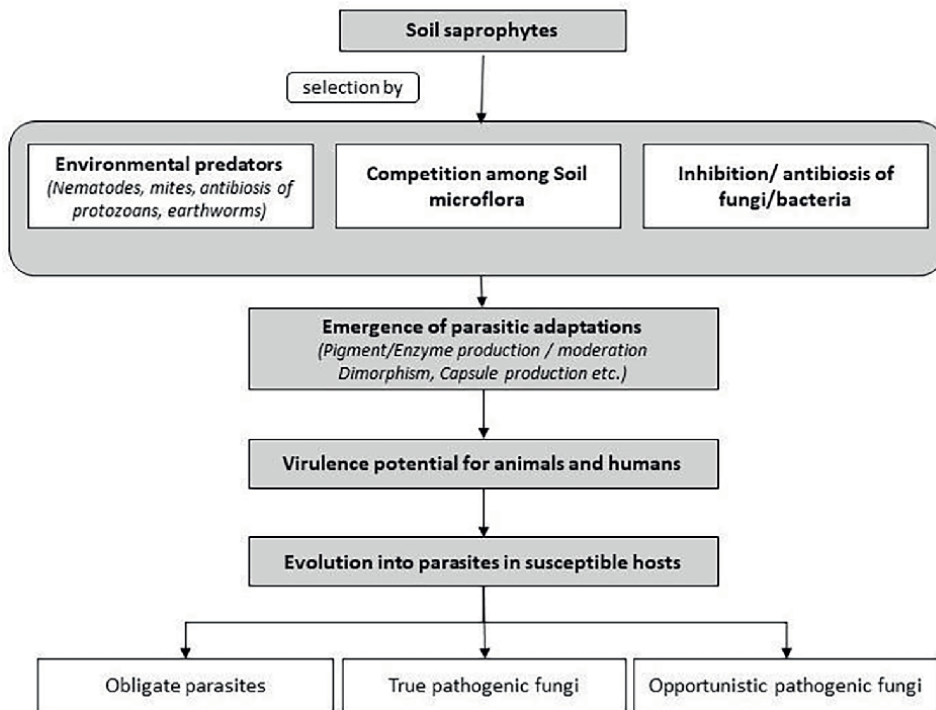 Soil saprophytes
selection by
Environmental predators
(Nematodes, mites, antibiosis of
protozoans, earthworms)
Competition among Soil
microflora
Inhibition/ antibiosis of
fungi/bacteria
Emergence of parasitic adaptations
(Pigment/Enzyme production / moderation
Dimorphism, Capsule production etc.)
Virulence potential for animals and humans
Evolution into parasites in susceptible hosts
Obligate parasites
True pathogenic fungi
Opportunistic pathogenic fungi